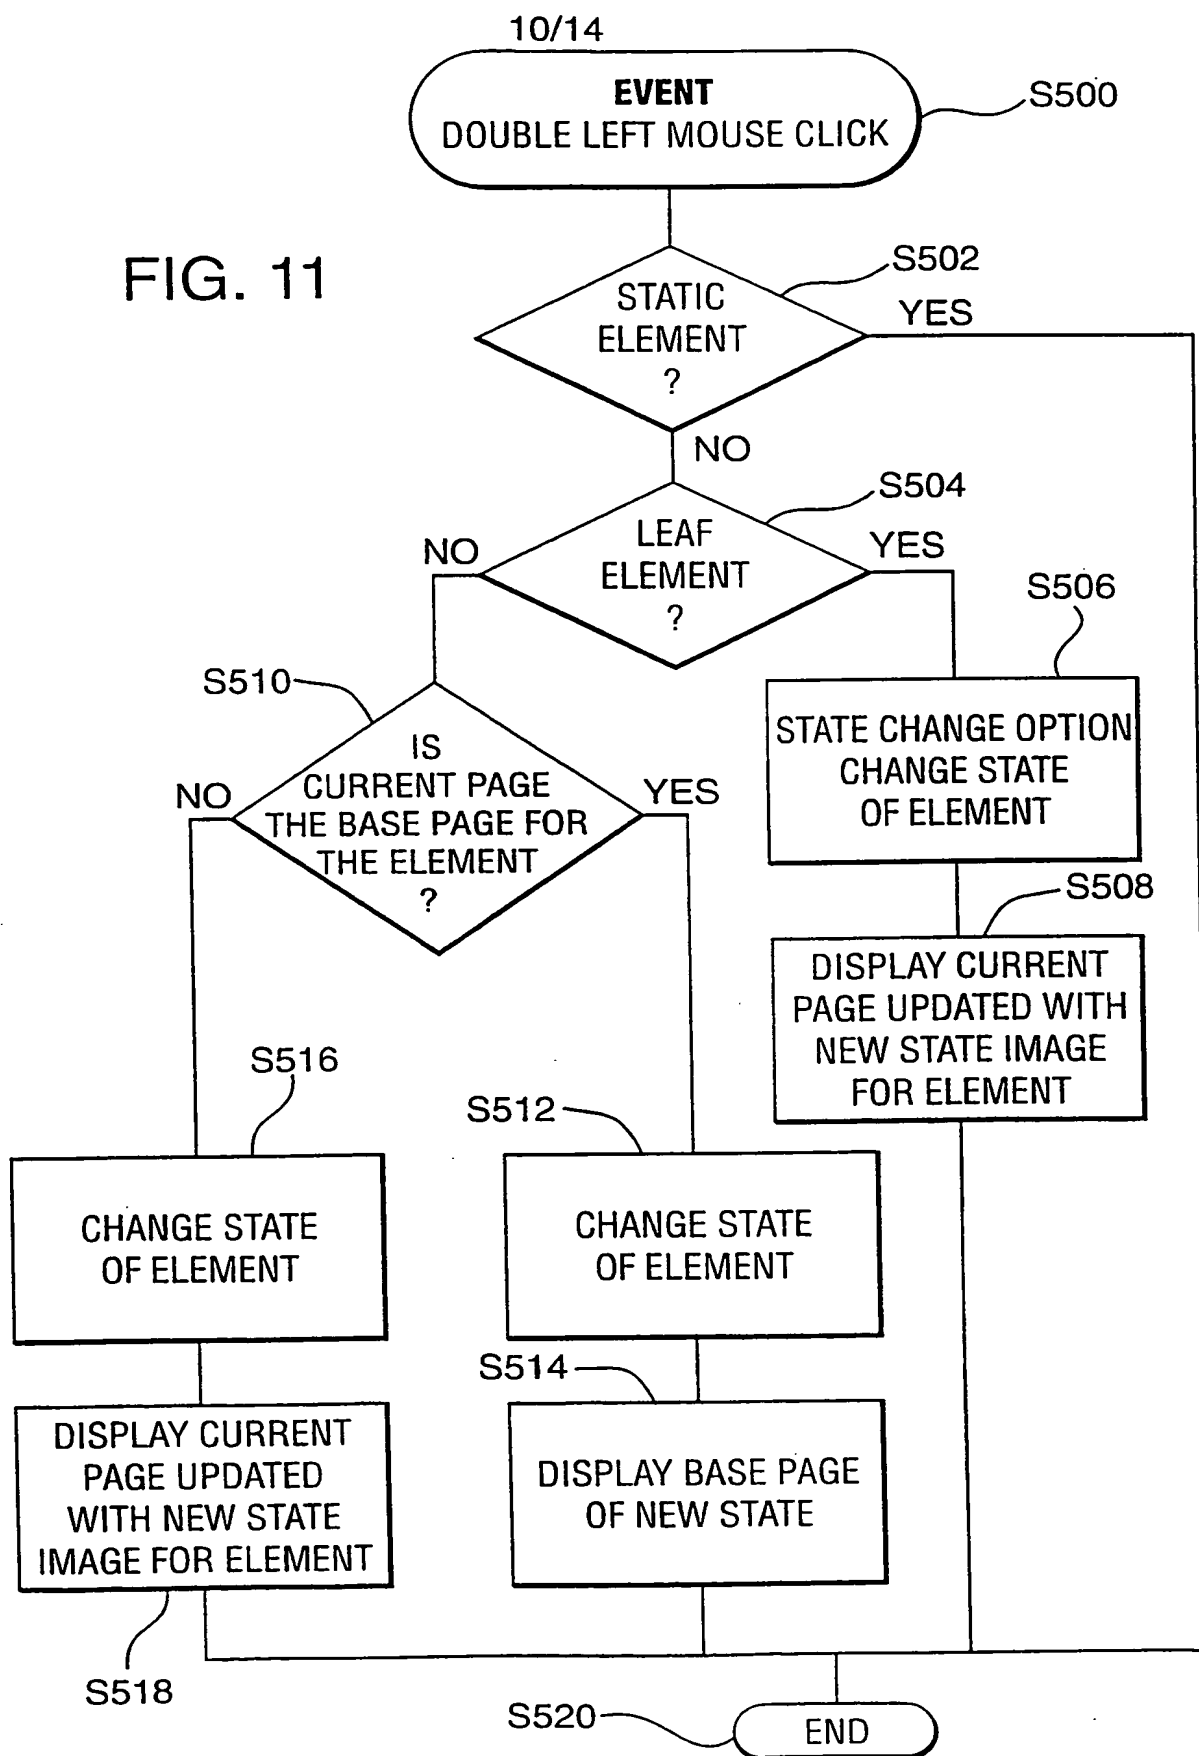 10/14
EVENT
DOUBLE LEFT MOUSE CLICK
S500
FIG. 11
S502
STATIC
ELEMENT
?
YES
NO
S504
LEAF
ELEMENT
?
NO
YES
S506
STATE CHANGE OPTION
CHANGE STATE
OF ELEMENT
S510
IS
CURRENT PAGE
THE BASE PAGE FOR
THE ELEMENT
?
NO
YES
S508
DISPLAY CURRENT
PAGE UPDATED WITH
NEW STATE IMAGE
FOR ELEMENT
S516
CHANGE STATE
OF ELEMENT
S512
CHANGE STATE
OF ELEMENT
S514
DISPLAY BASE PAGE
OF NEW STATE
DISPLAY CURRENT
PAGE UPDATED
WITH NEW STATE
IMAGE FOR ELEMENT
S518
S520
END